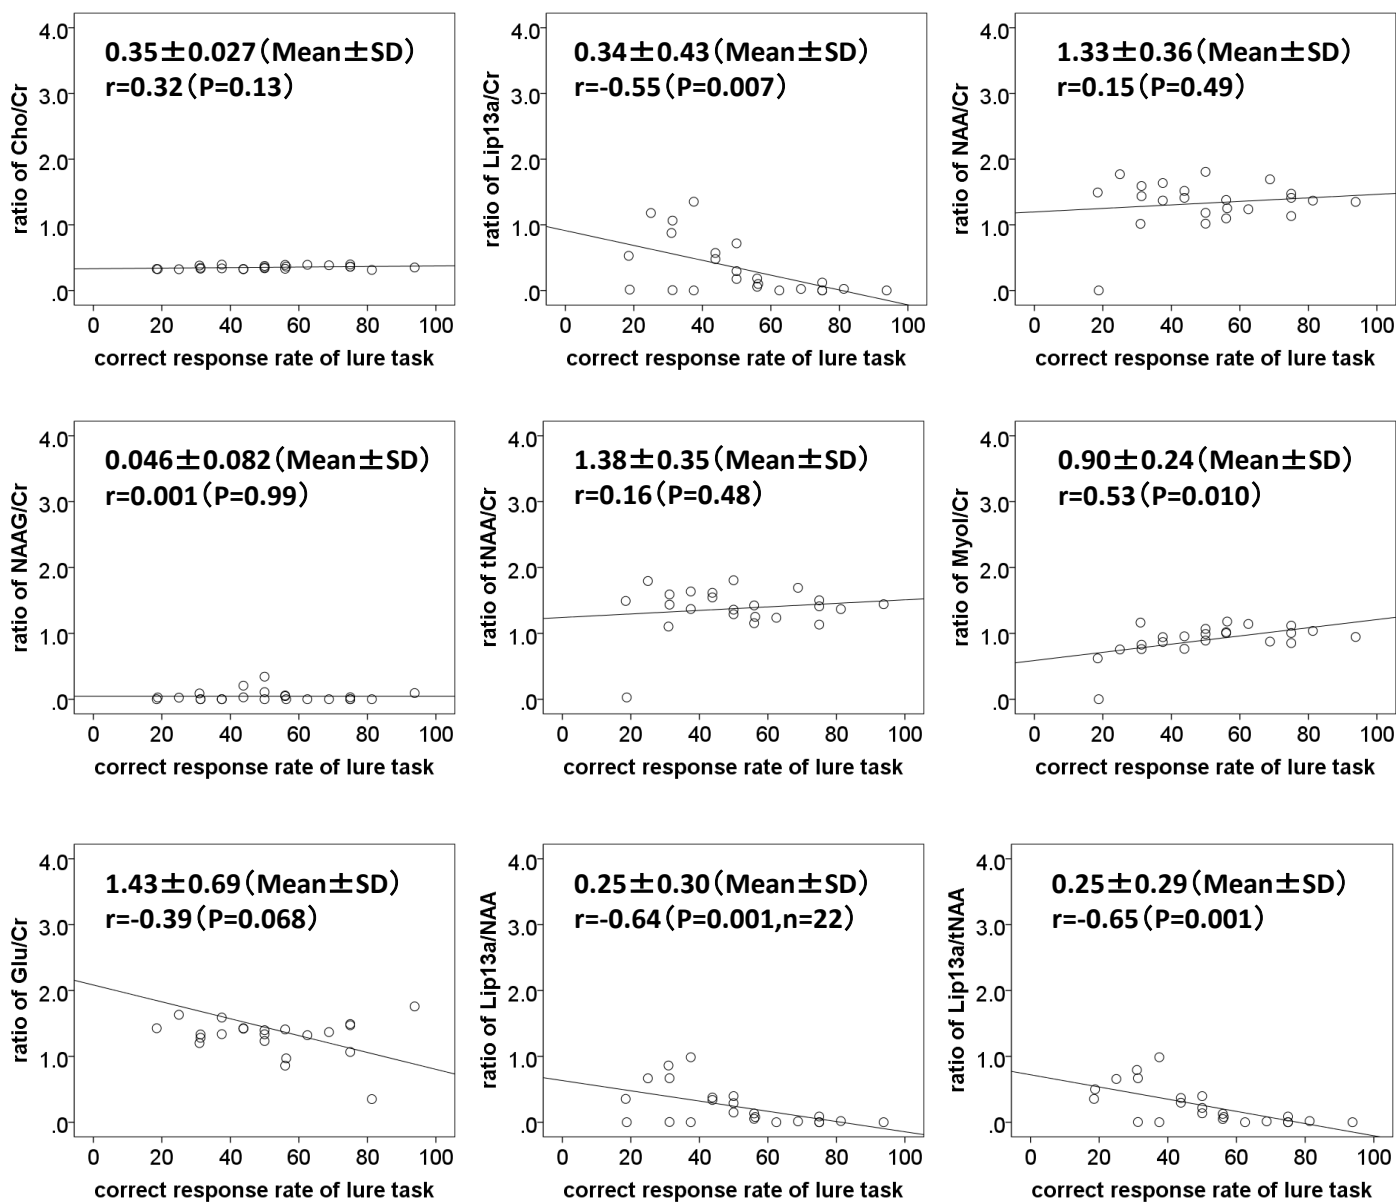 0.35±0.027(Mean±SD)
r=0.32(P=0.13)
ratio of Cho/Cr
4.0
3.0
2.0
1.0
.0
0 20 40 60 80 100
correct response rate of lure task
0.34±0.43(Mean±SD)
r=-0.55(P=0.007)
ratio of Lip13a/Cr
4.0
3.0
2.0
1.0
.0
0 20 40 60 80 100
correct response rate of lure task
1.33±0.36(Mean±SD)
r=0.15(P=0.49)
ratio of NAA/Cr
4.0
3.0
2.0
1.0
.0
0 20 40 60 80 100
correct response rate of lure task
0.046±0.082(Mean±SD)
r=0.001(P=0.99)
ratio of NAAG/Cr
4.0
3.0
2.0
1.0
.0
0 20 40 60 80 100
correct response rate of lure task
1.38±0.35(Mean±SD)
r=0.16(P=0.48)
ratio of tNAA/Cr
4.0
3.0
2.0
1.0
.0
0 20 40 60 80 100
correct response rate of lure task
0.90±0.24(Mean±SD)
r=0.53(P=0.010)
ratio of MyoI/Cr
4.0
3.0
2.0
1.0
.0
0 20 40 60 80 100
correct response rate of lure task
1.43±0.69(Mean±SD)
r=-0.39(P=0.068)
ratio of Glu/Cr
4.0
3.0
2.0
1.0
.0
0 20 40 60 80 100
correct response rate of lure task
0.25±0.30(Mean±SD)
r=-0.64(P=0.001,n=22)
ratio of Lip13a/NAA
4.0
3.0
2.0
1.0
.0
0 20 40 60 80 100
correct response rate of lure task
0.25±0.29(Mean±SD)
r=-0.65(P=0.001)
ratio of Lip13a/tNAA
4.0
3.0
2.0
1.0
.0
0 20 40 60 80 100
correct response rate of lure task